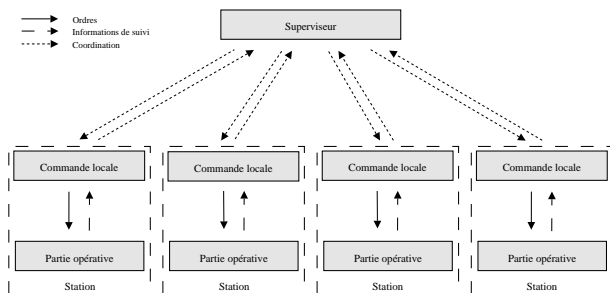 Ordres
Informations de suivi
Coordination
Superviseur
Commande locale
Commande locale
Commande locale
Commande locale
Partie opérative
Partie opérative
Partie opérative
Partie opérative
Station
Station
Station
Station